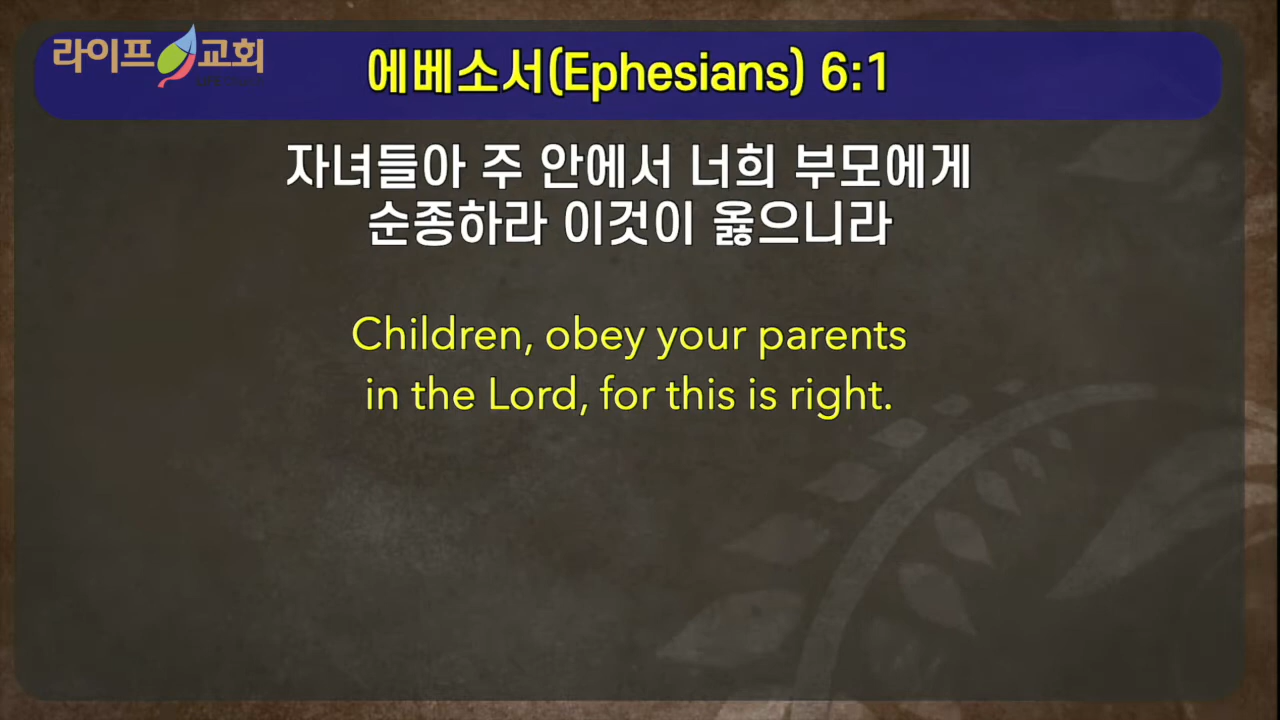 라이프 교회
에베소서(Ephesians) 6:1
자녀들아 주 안에서 너희 부모에게
순종하라 이것이 옳으니라
Children, obey your parents
in the Lord, for this is right.